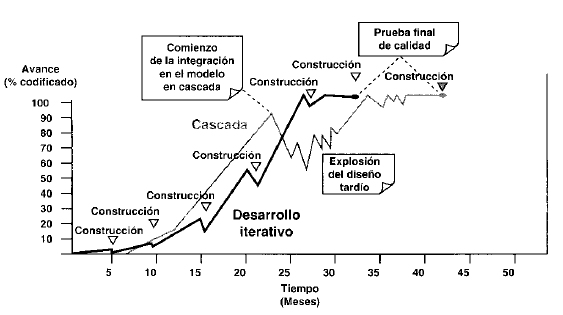 Avance
(% codificado)
100
90
80
70
60
50
40
30
20
10
Comienzo
de la integración
en el modelo
en cascada
Prueba final
de calidad
Construcción
Construcción
Construcción
Cascada
Construcción
Construcción
Construcción
Construcción
Explosión
del diseño
tardío
Desarrollo
iterativo
5 10 15 20 25 30 35 40 45 50
Tiempo
(Meses)